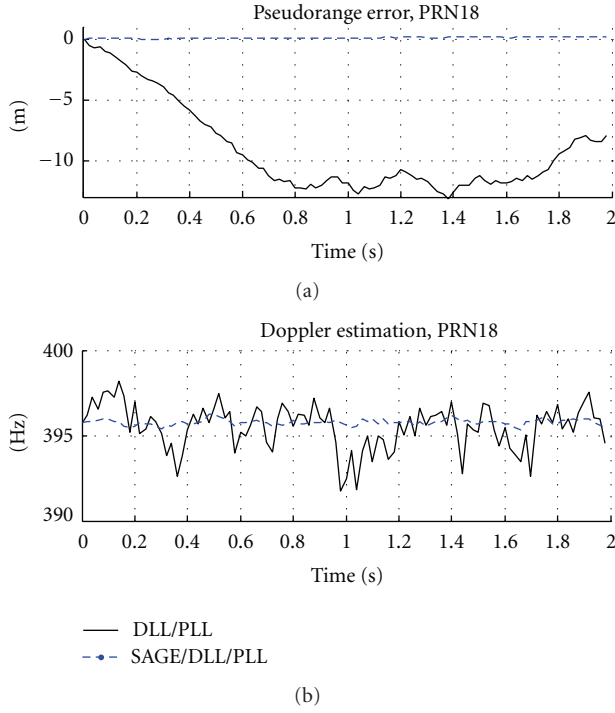 Pseudorange error, PRN18
0
−5
−10
(m)
0 0.2 0.4 0.6 0.8 1 1.2 1.4 1.6 1.8 2
Time (s)
(a)
Doppler estimation, PRN18
400
395
390
(Hz)
0 0.2 0.4 0.6 0.8 1 1.2 1.4 1.6 1.8 2
Time (s)
DLL/PLL
SAGE/DLL/PLL
(b)